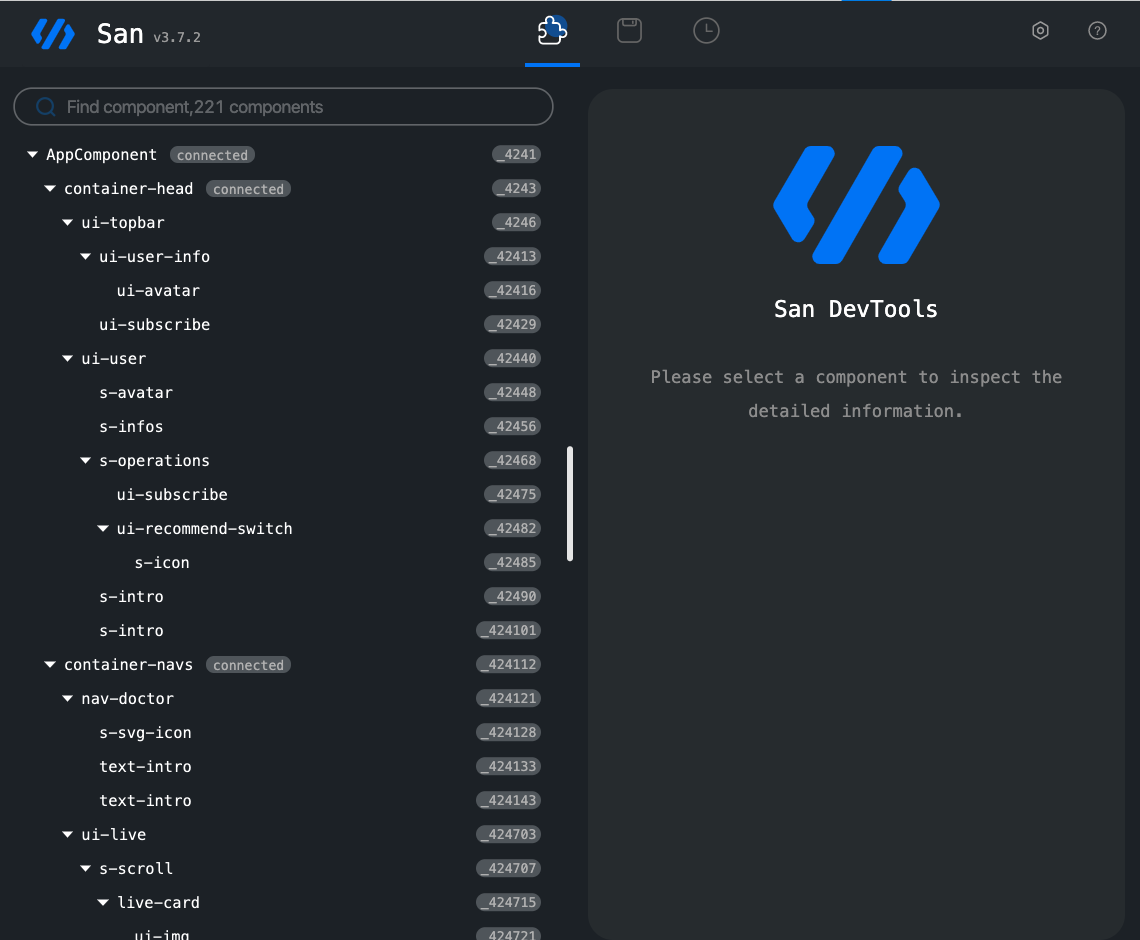 San v3.7.2
Find component,221 components
AppComponent connected _4241
container-head connected _4243
ui-topbar _4246
ui-user-info _42413
ui-avatar _42416
ui-subscribe _42429
ui-user _42440
s-avatar _42448
s-infos _42456
s-operations _42468
ui-subscribe _42475
ui-recommend-switch _42482
s-icon _42485
s-intro _42490
s-intro _424101
container-navs connected _424112
nav-doctor _424121
s-svg-icon _424128
text-intro _424133
text-intro _424143
ui-live _424703
s-scroll _424707
live-card _424715
ui-img _424721
San DevTools
Please select a component to inspect the
detailed information.